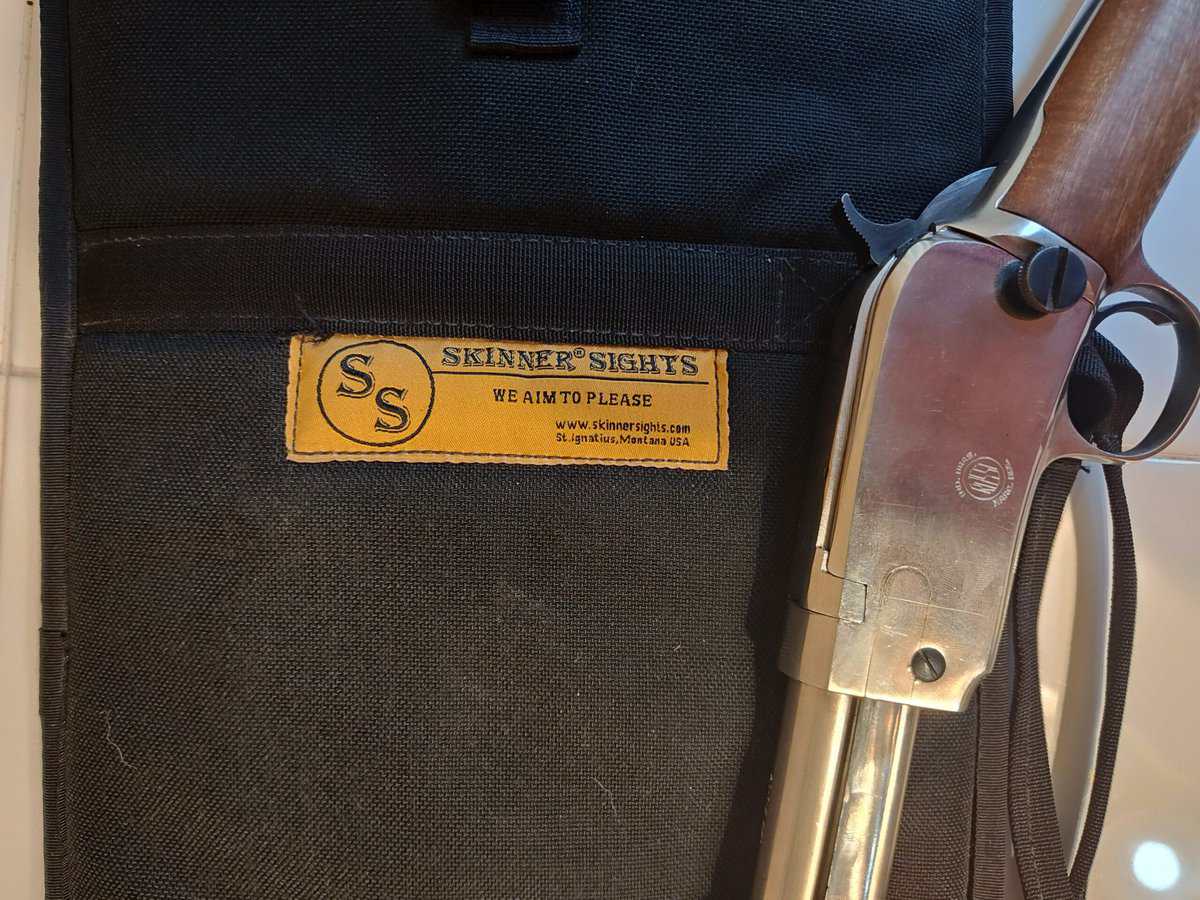 SS
SKINNER® SIGHTS
WE AIM TO PLEASE
www.skinnersights.com
St.Ignatius, Montana USA